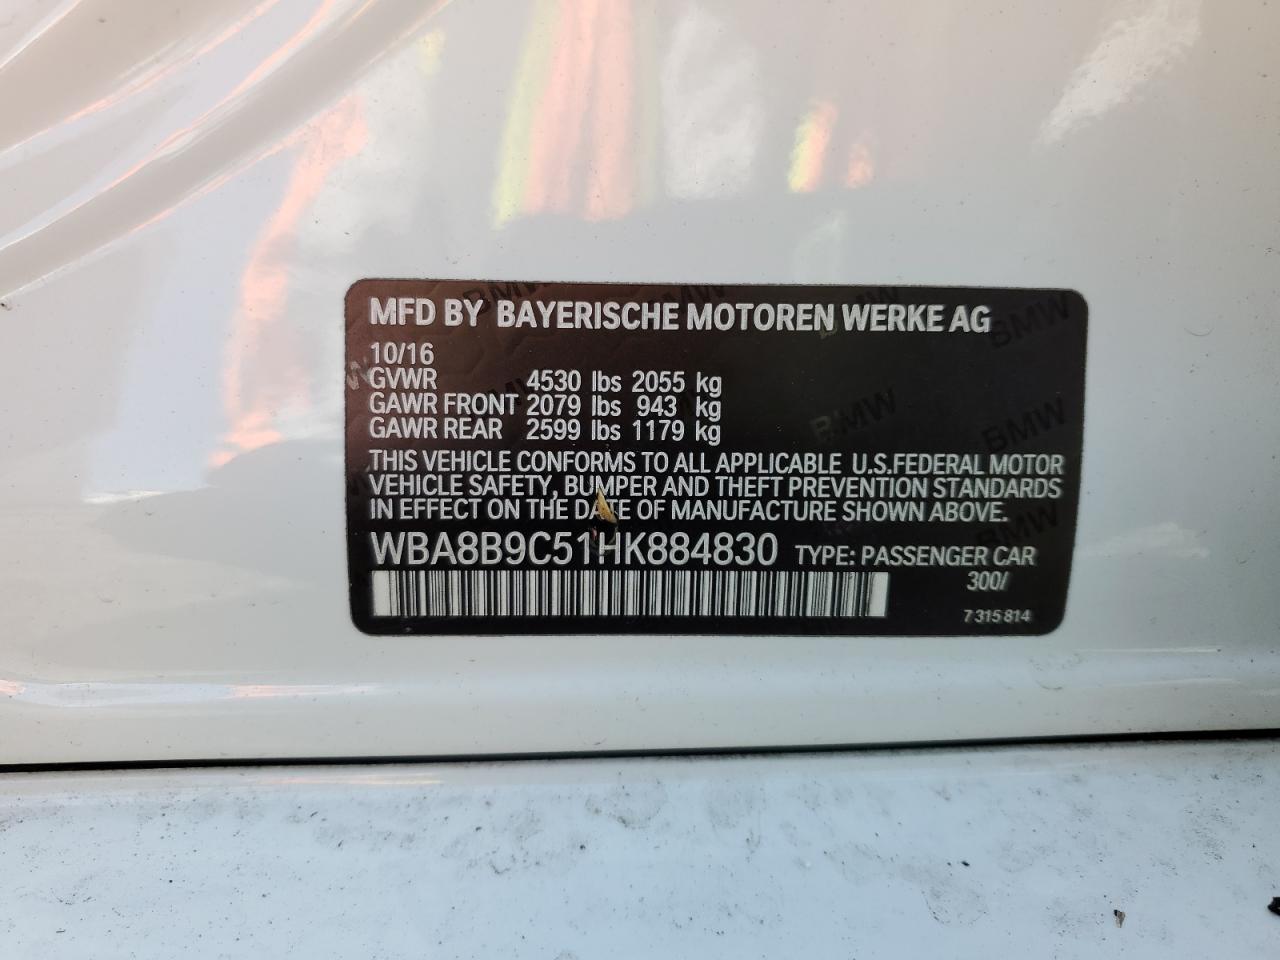 MFD BY BAYERISCHE MOTOREN WERKE AG
10/16
GVWR 4530 lbs 2055 kg
GAWR FRONT 2079 lbs 943 kg
GAWR REAR 2599 lbs 1179 kg
THIS VEHICLE CONFORMS TO ALL APPLICABLE U.S.FEDERAL MOTOR
VEHICLE SAFETY, BUMPER AND THEFT PREVENTION STANDARDS
IN EFFECT ON THE DATE OF MANUFACTURE SHOWN ABOVE.
WBA8B9C51HK884830 TYPE: PASSENGER CAR
300/
7 315 814